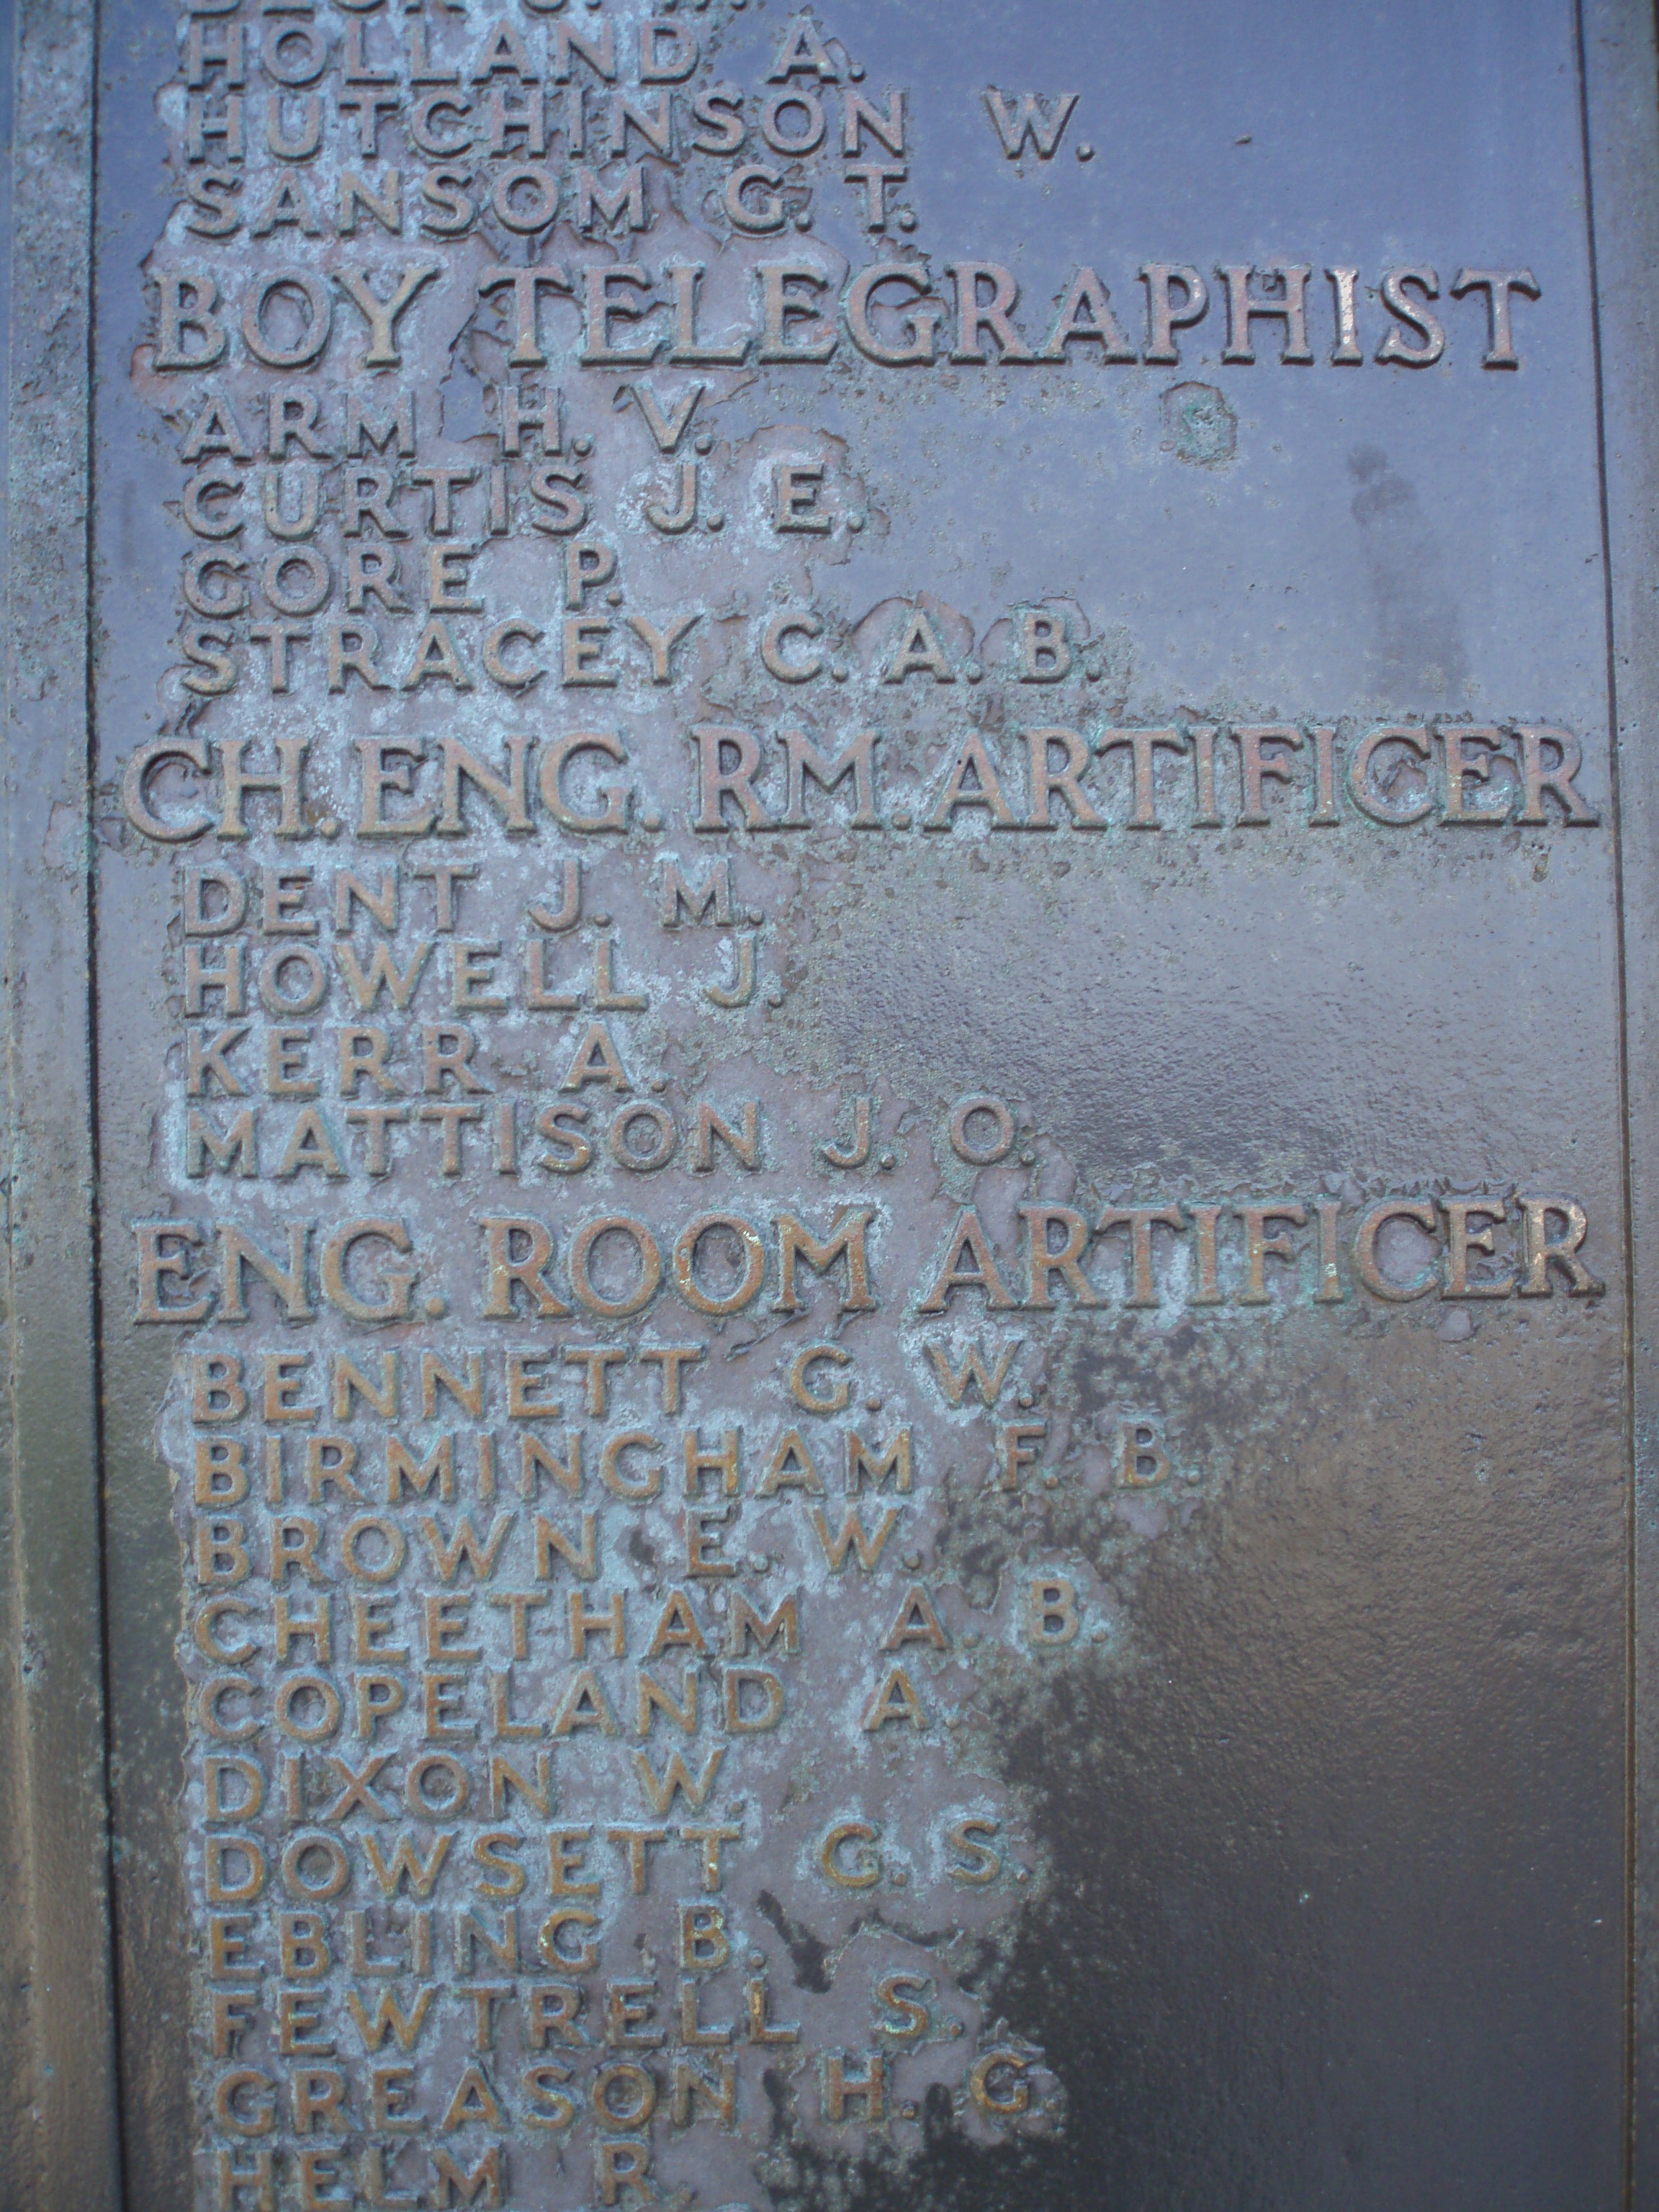 HOLLAND A.
HUTCHINSON W.
SANSOM G. T.
BOY TELEGRAPHIST
ARM H. V.
CURTIS J. E.
GORE P.
STRACEY C. A. B.
CH. ENG. RM. ARTIFICER
DENT J. M.
HOWELL J.
KERR A.
MATTISON J. O.
ENG. ROOM ARTIFICER
BENNETT G. W.
BIRMINGHAM F. B.
BROWN E. W.
CHEETHAM A. B.
COPELAND A.
DIXON W.
DOWSETT G. S.
EBLING B.
FEWTRELL S.
GREASON H. G.
HELM R.